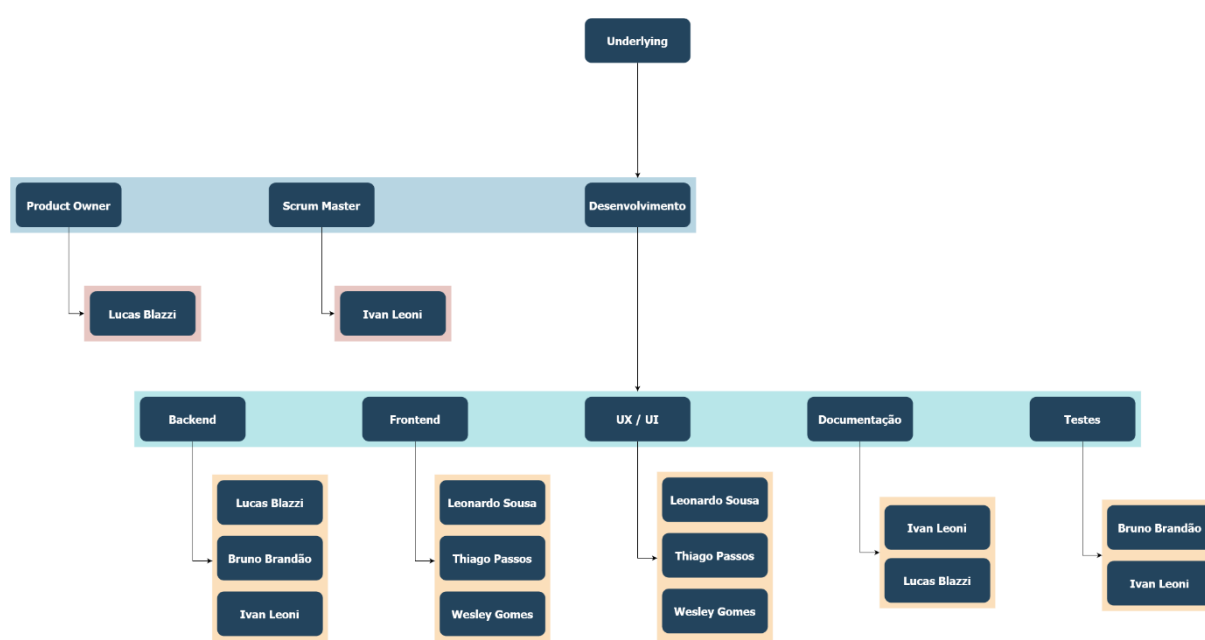 Underlying
Product Owner
Scrum Master
Desenvolvimento
Lucas Blazzi
Ivan Leoni
Backend
Frontend
UX / UI
Documentação
Testes
Lucas Blazzi
Bruno Brandão
Ivan Leoni
Leonardo Sousa
Thiago Passos
Wesley Gomes
Leonardo Sousa
Thiago Passos
Wesley Gomes
Ivan Leoni
Lucas Blazzi
Bruno Brandão
Ivan Leoni